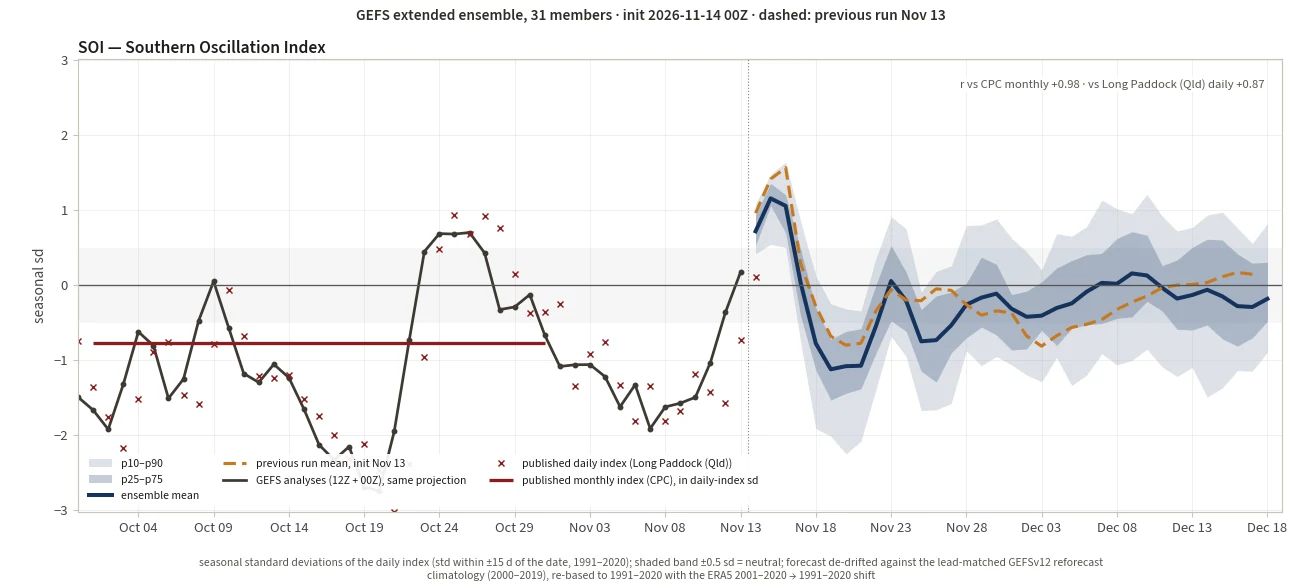 GEFS extended ensemble, 31 members · init 2026-11-14 00Z · dashed: previous run Nov 13
SOI — Southern Oscillation Index
r vs CPC monthly +0.98 · vs Long Paddock (Qld) daily +0.87
seasonal sd
3
2
1
0
−1
−2
−3
p10–p90
p25–p75
ensemble mean
previous run mean, init Nov 13
GEFS analyses (12Z + 00Z), same projection
published daily index (Long Paddock (Qld))
published monthly index (CPC), in daily-index sd
Oct 04 Oct 09 Oct 14 Oct 19 Oct 24 Oct 29 Nov 03 Nov 08 Nov 13 Nov 18 Nov 23 Nov 28 Dec 03 Dec 08 Dec 13 Dec 18
seasonal standard deviations of the daily index (std within ±15 d of the date, 1991–2020); shaded band ±0.5 sd = neutral; forecast de-drifted against the lead-matched GEFSv12 reforecast
climatology (2000–2019), re-based to 1991–2020 with the ERA5 2001–2020 → 1991–2020 shift